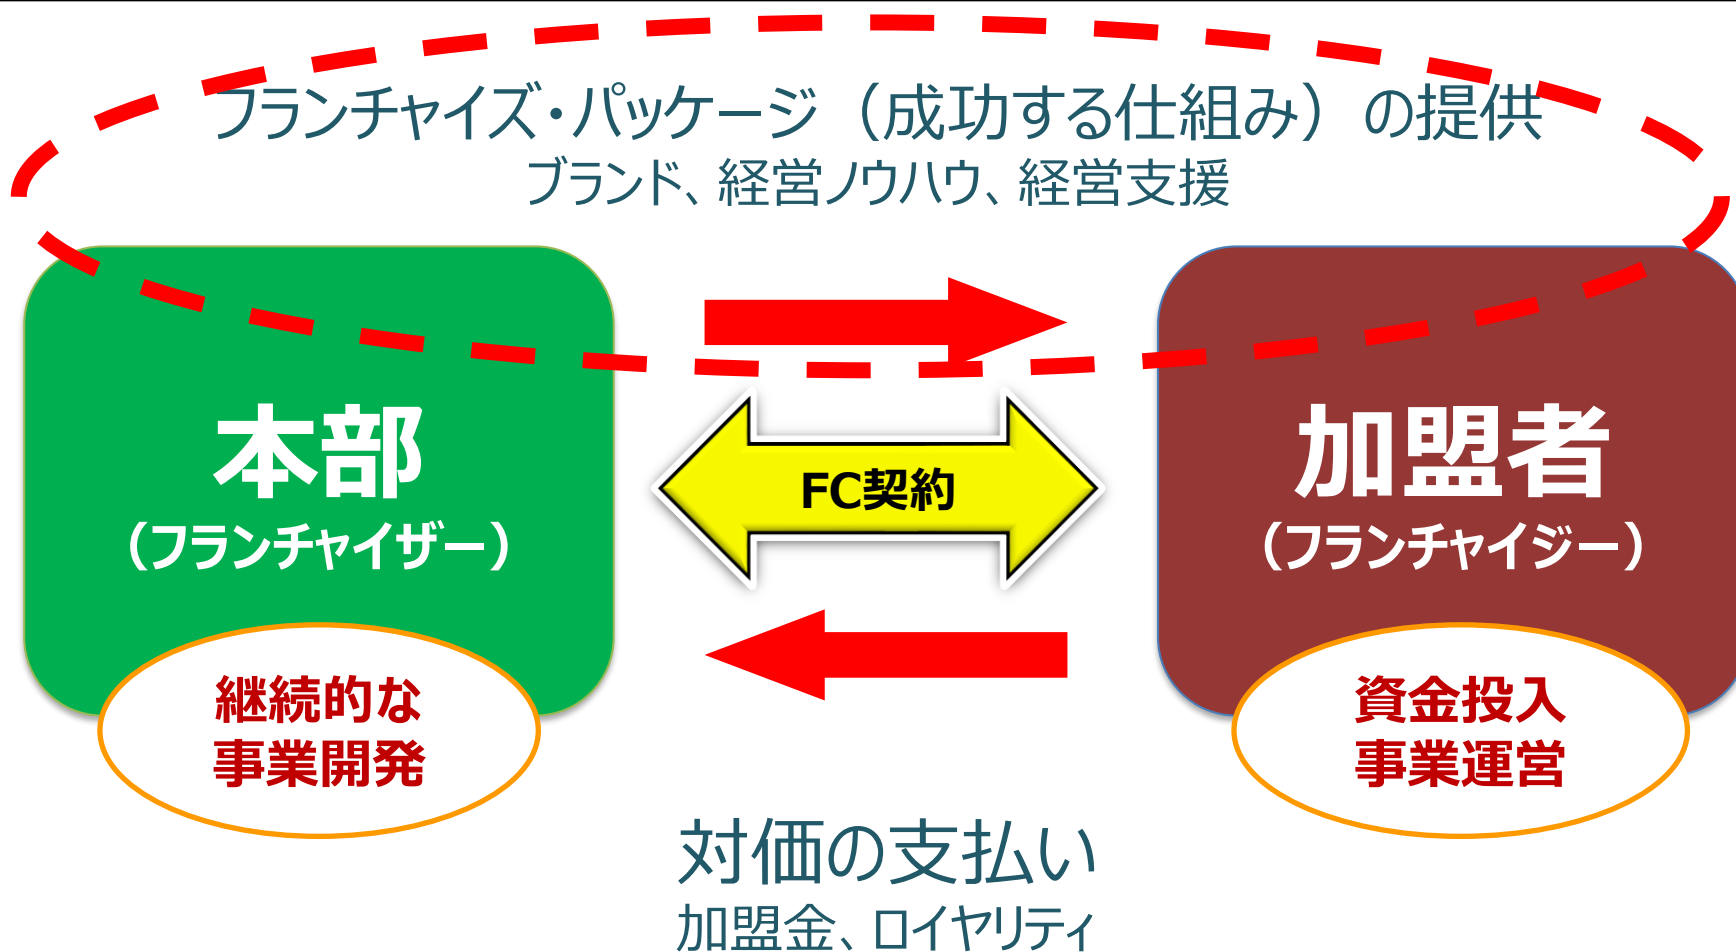 フランチャイズ・パッケージ（成功する仕組み）の提供
ブランド、経営ノウハウ、経営支援
本部
（フランチャイザー）
FC契約
加盟者
（フランチャイジー）
継続的な
事業開発
資金投入
事業運営
対価の支払い
加盟金、ロイヤリティ